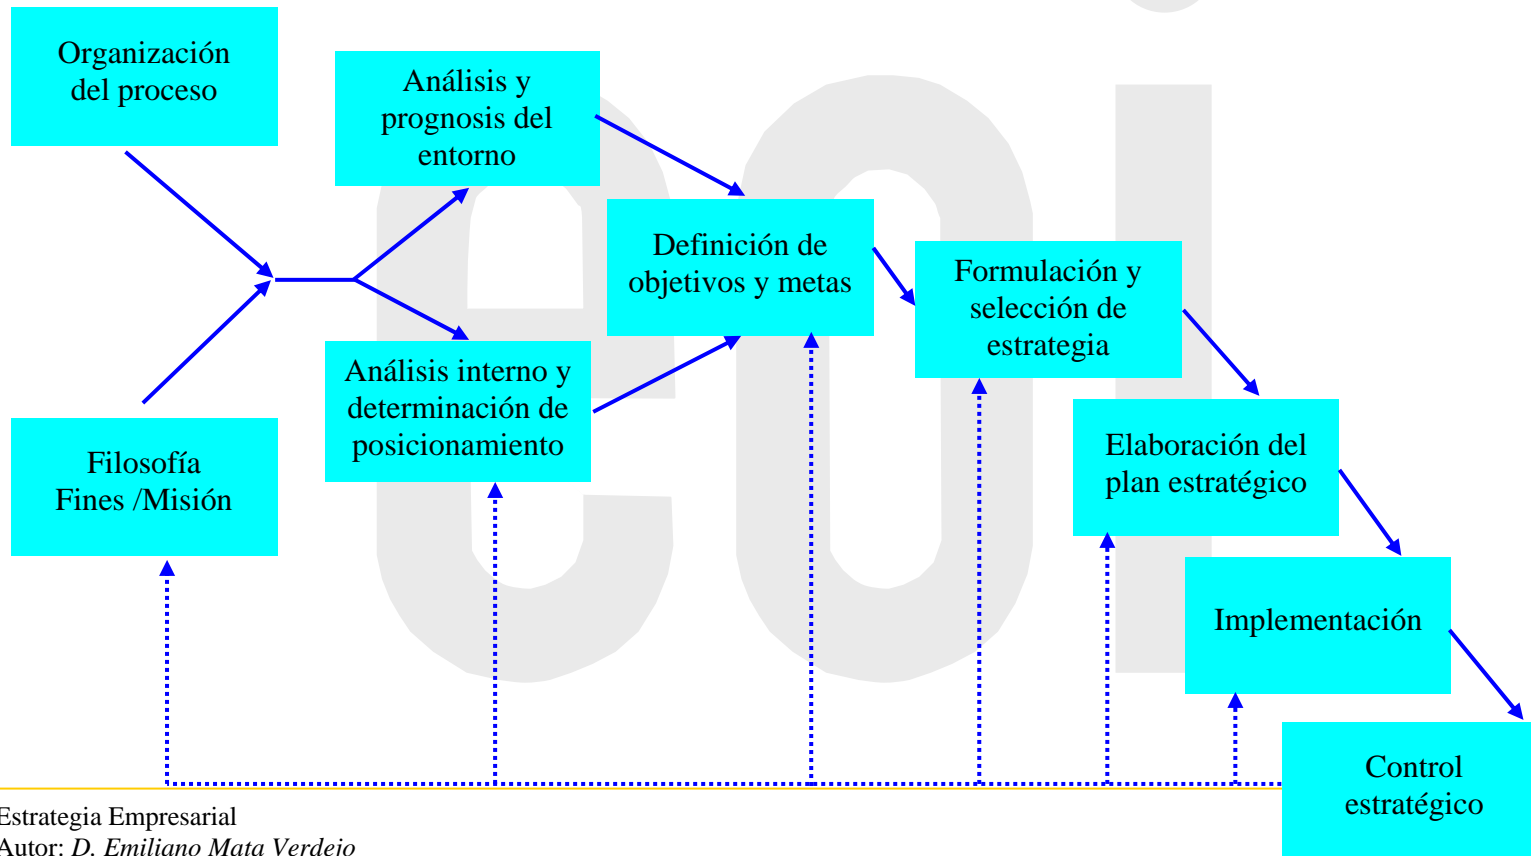 Organización
del proceso
Análisis y
prognosis del
entorno
Definición de
objetivos y metas
Formulación y
selección de
estrategia
Análisis interno y
determinación de
posicionamiento
Filosofía
Fines /Misión
Elaboración del
plan estratégico
Implementación
Control
estratégico
eoi
Estrategia Empresarial
Autor: D. Emiliano Mata Verdejo